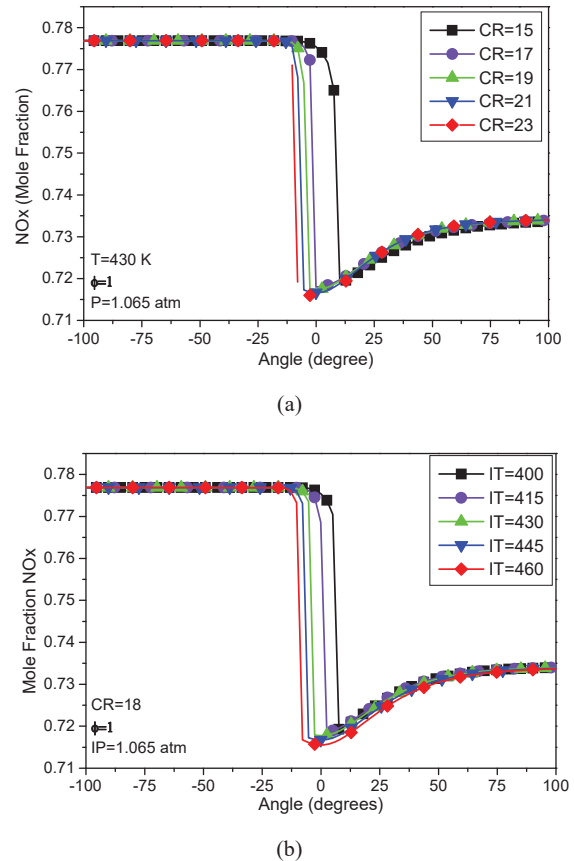 0.78
0.77
0.76
0.75
0.74
0.73
0.72
0.71
NOx (Mole Fraction)
CR=15
CR=17
CR=19
CR=21
CR=23
T=430 K
ϕ=1
P=1.065 atm
-100 -75 -50 -25 0 25 50 75 100
Angle (degree)
(a)
0.78
0.77
0.76
0.75
0.74
0.73
0.72
0.71
Mole Fraction NOx
IT=400
IT=415
IT=430
IT=445
IT=460
CR=18
ϕ=1
IP=1.065 atm
-100 -75 -50 -25 0 25 50 75 100
Angle (degrees)
(b)